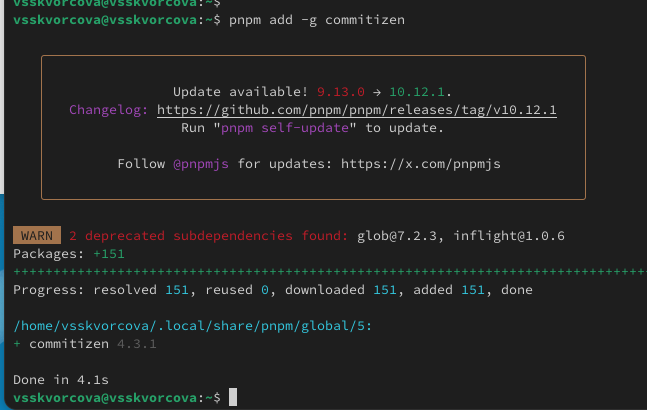 vsskvorcova@vsskvorcova:~$
vsskvorcova@vsskvorcova:~$ pnpm add -g commitizen
Update available! 9.13.0 → 10.12.1.
Changelog: https://github.com/pnpm/pnpm/releases/tag/v10.12.1
Run "pnpm self-update" to update.
Follow @pnpmjs for updates: https://x.com/pnpmjs
WARN 2 deprecated subdependencies found: glob@7.2.3, inflight@1.0.6
Packages: +151
++++++++++++++++++++++++++++++++++++++++++++++++++++++++++++++++++++++++++++++++
Progress: resolved 151, reused 0, downloaded 151, added 151, done
/home/vsskvorcova/.local/share/pnpm/global/5:
+ commitizen 4.3.1
Done in 4.1s
vsskvorcova@vsskvorcova:~$